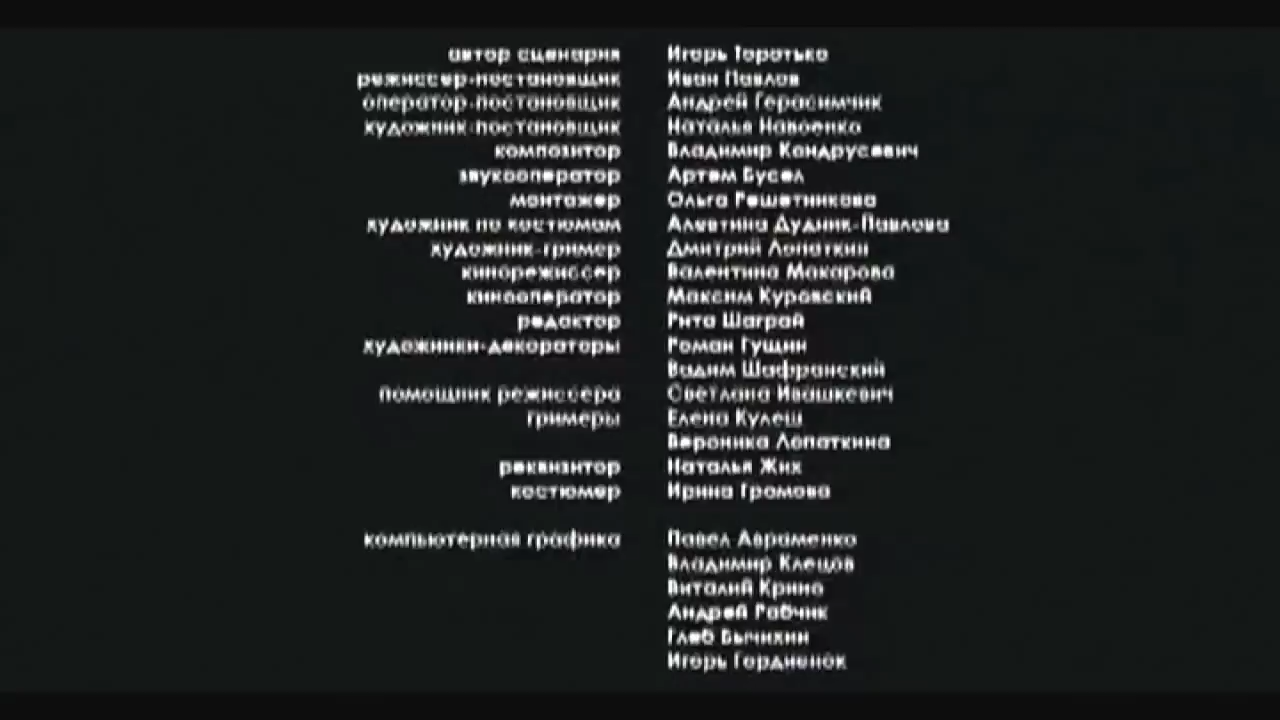 автор сценария Игорь Торотько
режиссер-постановщик Иван Павлов
оператор-постановщик Андрей Герасимчик
художник-постановщик Наталья Навоенко
композитор Владимир Кондрусевич
звукооператор Артем Бусел
монтажер Ольга Решетникова
художник по костюмам Алевтина Дудник-Павлова
художник-гример Дмитрий Лопаткин
кинорежиссер Валентина Макарова
кинооператор Максим Куровский
редактор Рита Шаграй
художники-декораторы Роман Гущин
Вадим Шафранский
помощник режиссера Светлана Ивашкевич
гримеры Елена Кулеш
Вероника Лопаткина
реквизитор Наталья Жих
костюмер Ирина Громова
компьютерная графика Павел Авраменко
Владимир Клецов
Виталий Крино
Андрей Рабчик
Глеб Бычихин
Игорь Гордиенок